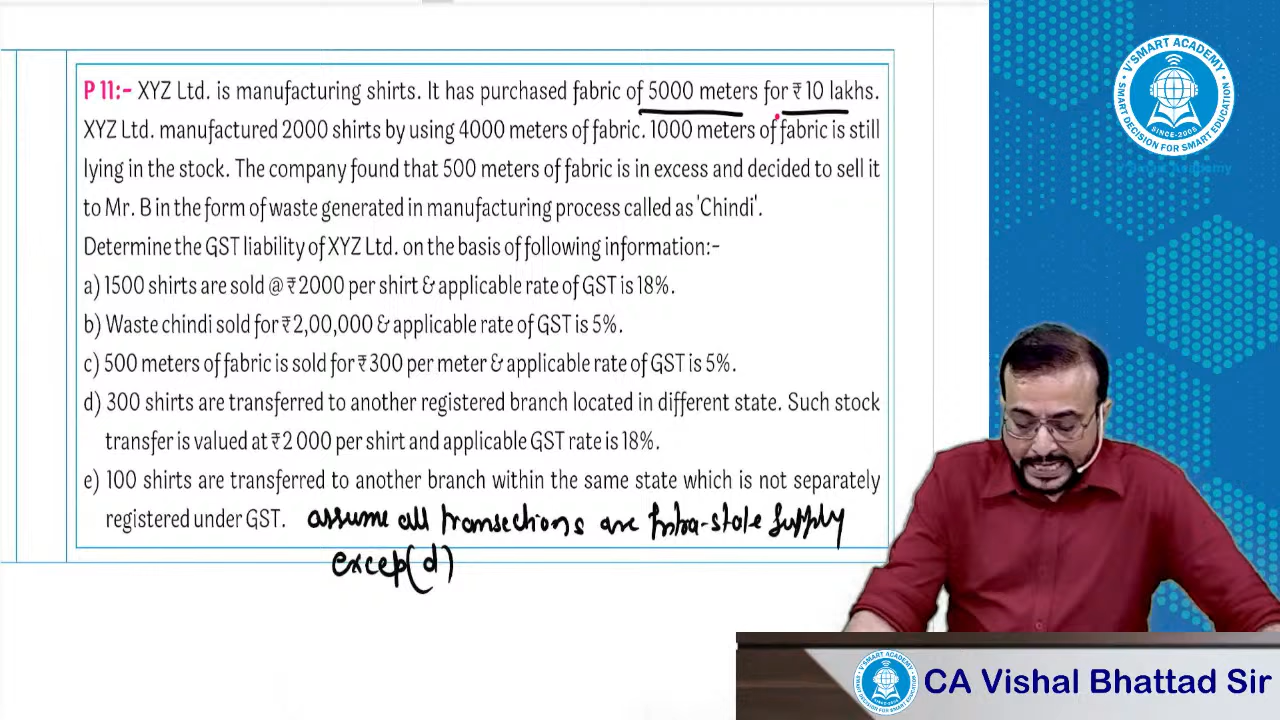 P 11:- XYZ Ltd. is manufacturing shirts. It has purchased fabric of 5000 meters for ₹ 10 lakhs.
XYZ Ltd. manufactured 2000 shirts by using 4000 meters of fabric. 1000 meters of fabric is still
lying in the stock. The company found that 500 meters of fabric is in excess and decided to sell it
to Mr. B in the form of waste generated in manufacturing process called as 'Chindi'.
Determine the GST liability of XYZ Ltd. on the basis of following information:-
a) 1500 shirts are sold @ ₹2000 per shirt & applicable rate of GST is 18%.
b) Waste chindi sold for ₹2,00,000 & applicable rate of GST is 5%.
c) 500 meters of fabric is sold for ₹300 per meter & applicable rate of GST is 5%.
d) 300 shirts are transferred to another registered branch located in different state. Such stock
transfer is valued at ₹2000 per shirt and applicable GST rate is 18%.
e) 100 shirts are transferred to another branch within the same state which is not separately
registered under GST. assume all transections are Intra-state supply
excep(d)
V'SMART ACADEMY
SINCE-2005
SMART DECISION FOR SMART EDUCATION
V'Smart Academy
V'SMART ACADEMY
CA Vishal Bhattad Sir